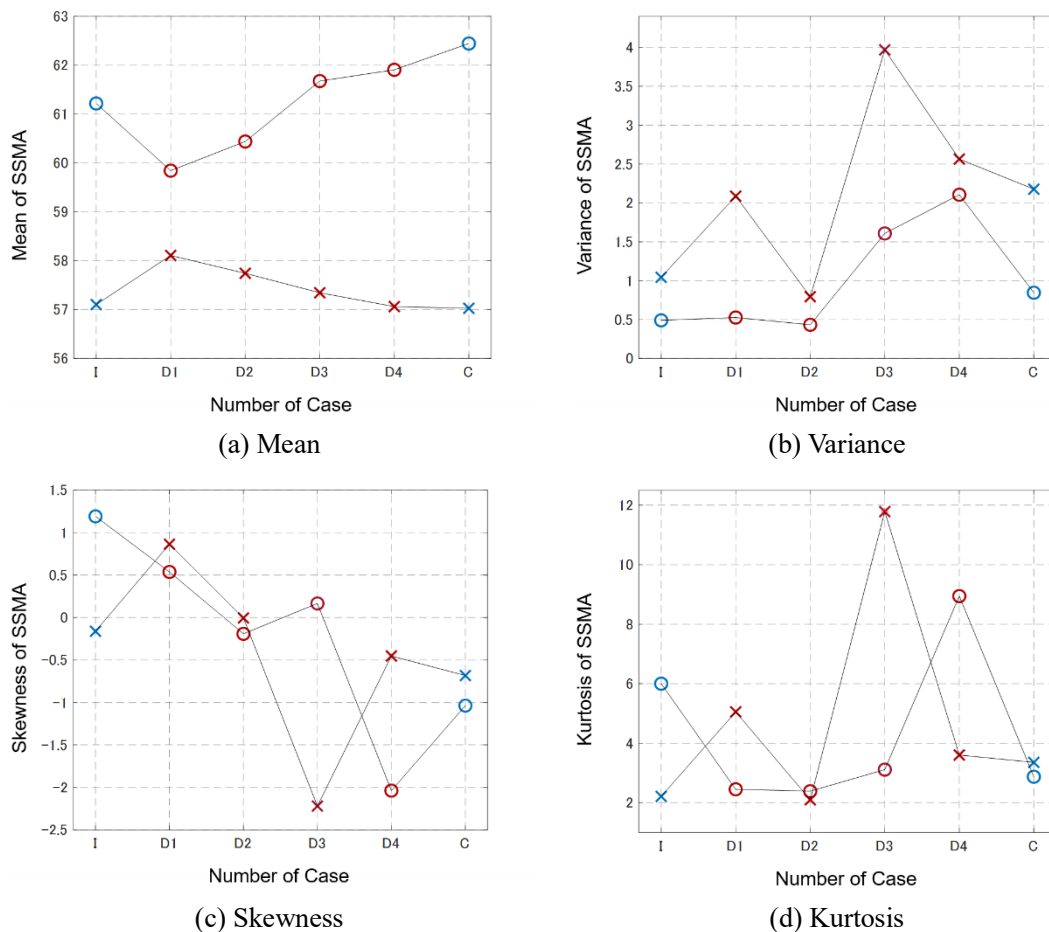 63
62
61
60
59
58
57
56
Mean of SSMA
I D1 D2 D3 D4 C
Number of Case
(a) Mean
4
3.5
3
2.5
2
1.5
1
0.5
0
Variance of SSMA
I D1 D2 D3 D4 C
Number of Case
(b) Variance
1.5
1
0.5
0
-0.5
-1
-1.5
-2
-2.5
Skewness of SSMA
I D1 D2 D3 D4 C
Number of Case
(c) Skewness
12
10
8
6
4
2
Kurtosis of SSMA
I D1 D2 D3 D4 C
Number of Case
(d) Kurtosis